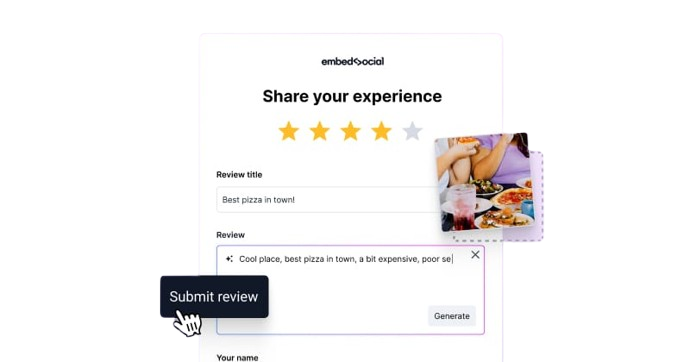 embedsocial
Share your experience
Review title
Best pizza in town!
Review
Cool place, best pizza in town, a bit expensive, poor se
Submit review
Generate
Your name